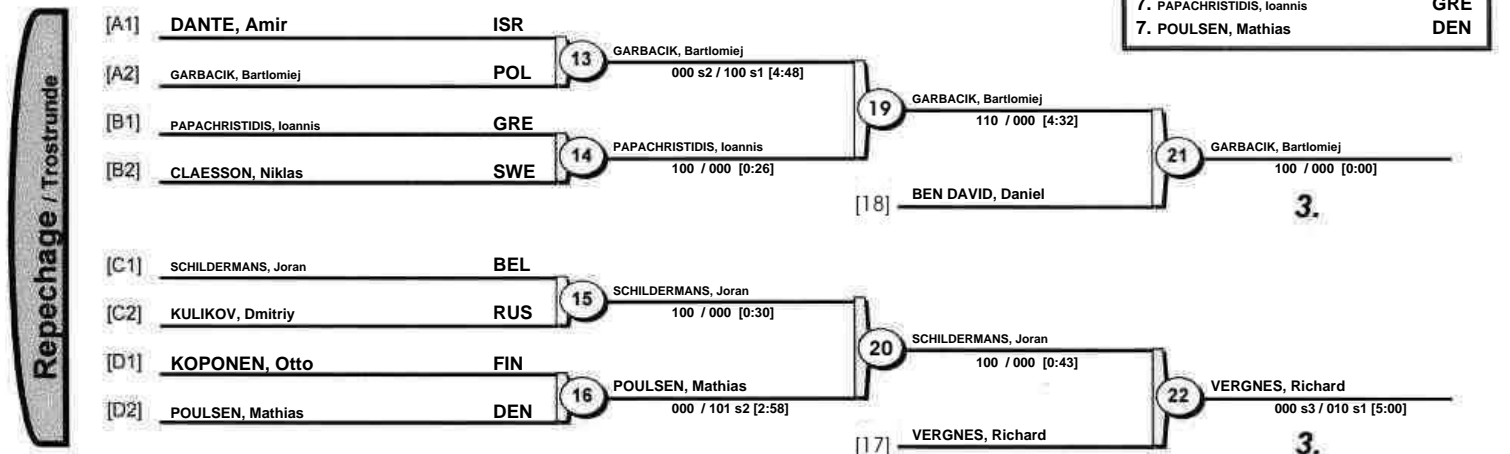 7. PAPACHRISTIDIS, Ioannis GRE
7. POULSEN, Mathias DEN
Repechage / Trostrunde
[A1] DANTE, Amir ISR
13 GARBACIK, Bartlomiej
000 s2 / 100 s1 [4:48]
[A2] GARBACIK, Bartlomiej POL
19 GARBACIK, Bartlomiej
110 / 000 [4:32]
[B1] PAPACHRISTIDIS, Ioannis GRE
14 PAPACHRISTIDIS, Ioannis
100 / 000 [0:26]
[B2] CLAESSON, Niklas SWE
21 GARBACIK, Bartlomiej
100 / 000 [0:00]
[18] BEN DAVID, Daniel
3.
[C1] SCHILDERMANS, Joran BEL
15 SCHILDERMANS, Joran
100 / 000 [0:30]
[C2] KULIKOV, Dmitriy RUS
20 SCHILDERMANS, Joran
100 / 000 [0:43]
[D1] KOPONEN, Otto FIN
16 POULSEN, Mathias
000 / 101 s2 [2:58]
[D2] POULSEN, Mathias DEN
22 VERGNES, Richard
000 s3 / 010 s1 [5:00]
[17] VERGNES, Richard
3.